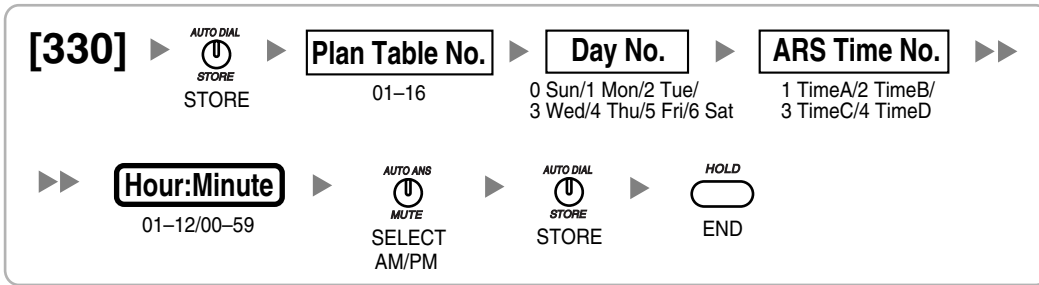 [330]
AUTO DIAL
STORE
STORE
Plan Table No.
01–16
Day No.
0 Sun/1 Mon/2 Tue/
3 Wed/4 Thu/5 Fri/6 Sat
ARS Time No.
1 TimeA/2 TimeB/
3 TimeC/4 TimeD
Hour:Minute
01–12/00–59
AUTO ANS
MUTE
SELECT
AM/PM
AUTO DIAL
STORE
STORE
HOLD
END